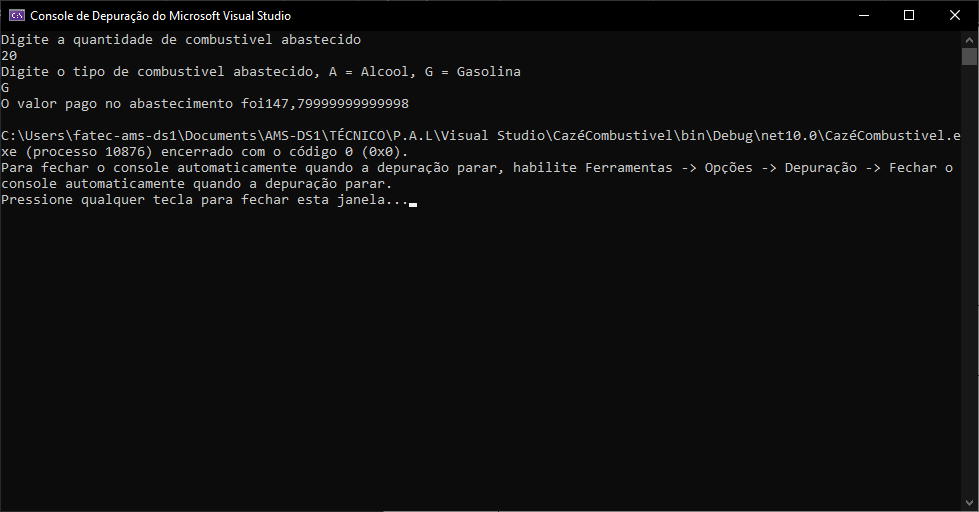 Console de Depuração do Microsoft Visual Studio
Digite a quantidade de combustivel abastecido
20
Digite o tipo de combustivel abastecido, A = Alcool, G = Gasolina
G
O valor pago no abastecimento foi147,79999999999998
C:\Users\fatec-ams-ds1\Documents\AMS-DS1\TÉCNICO\P.A.L\Visual Studio\CazéCombustivel\bin\Debug\net10.0\CazéCombustivel.e
xe (processo 10876) encerrado com o código 0 (0x0).
Para fechar o console automaticamente quando a depuração parar, habilite Ferramentas -> Opções -> Depuração -> Fechar o
console automaticamente quando a depuração parar.
Pressione qualquer tecla para fechar esta janela...